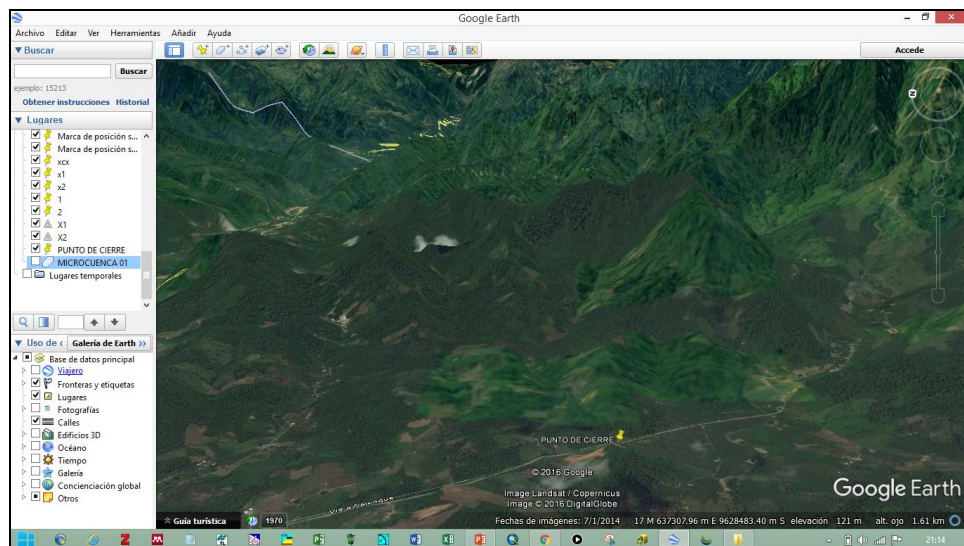 Google Earth
Archivo Editar Ver Herramientas Añadir Ayuda
Buscar
Accede
Buscar
ejemplo: 15213
Obtener instrucciones Historial
Lugares
Marca de posición s...
Marca de posición s...
xcx
x1
x2
1
2
X1
X2
PUNTO DE CIERRE
MICROCUENCA 01
Lugares temporales
Uso de c Galería de Earth >>
Base de datos principal
Viajero
Fronteras y etiquetas
Lugares
Fotografías
Calles
Edificios 3D
Océano
Tiempo
Galería
Concienciación global
Otros
N
PUNTO DE CIERRE
© 2016 Google
Image Landsat / Copernicus
Image © 2016 DigitalGlobe
Google Earth
Guía turística 1970 Fechas de imágenes: 7/1/2014 17 M 637307.96 m E 9628483.40 m S elevación 121 m alt. ojo 1.61 km
21:14